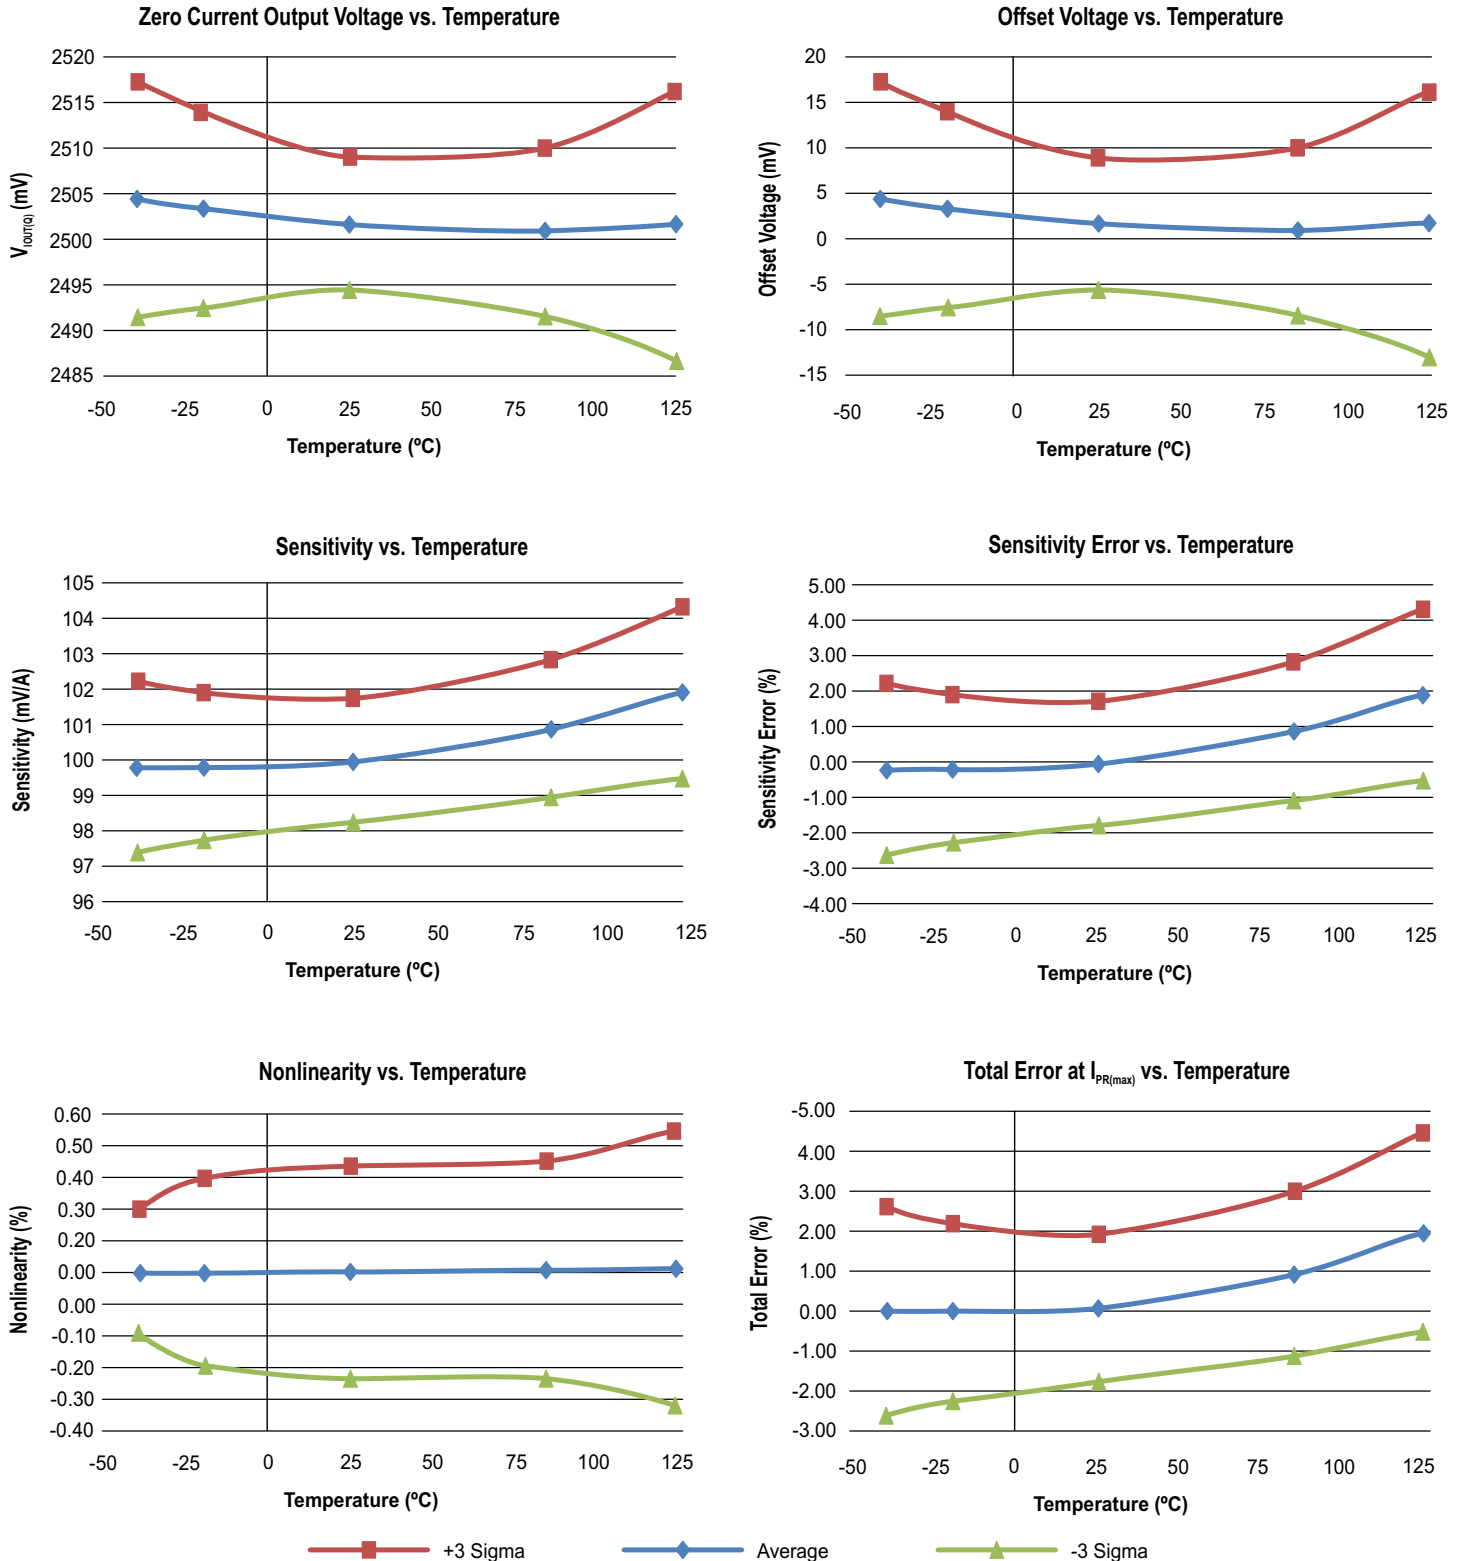 Zero Current Output Voltage vs. Temperature
2520
2515
2510
2505
2500
2495
2490
2485
V IOUT(Q) (mV)
-50 -25 0 25 50 75 100 125
Temperature (ºC)
Offset Voltage vs. Temperature
20
15
10
5
0
-5
-10
-15
Offset Voltage (mV)
-50 -25 0 25 50 75 100 125
Temperature (ºC)
Sensitivity vs. Temperature
105
104
103
102
101
100
99
98
97
96
Sensitivity (mV/A)
-50 -25 0 25 50 75 100 125
Temperature (ºC)
Sensitivity Error vs. Temperature
5.00
4.00
3.00
2.00
1.00
0.00
-1.00
-2.00
-3.00
-4.00
Sensitivity Error (%)
-50 -25 0 25 50 75 100 125
Temperature (ºC)
Nonlinearity vs. Temperature
0.60
0.50
0.40
0.30
0.20
0.00
0.00
-0.10
-0.20
-0.30
-0.40
Nonlinearity (%)
-50 -25 0 25 50 75 100 125
Temperature (ºC)
Total Error at IPR(max) vs. Temperature
-5.00
4.00
3.00
2.00
1.00
0.00
-1.00
-2.00
-3.00
Total Error (%)
-50 -25 0 25 50 75 100 125
Temperature (ºC)
+3 Sigma Average -3 Sigma